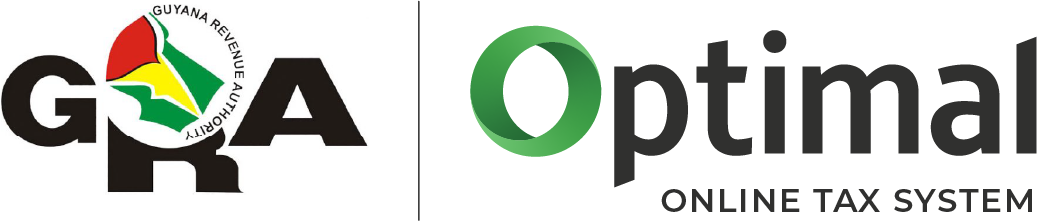 GRA
GUYANA REVENUE AUTHORITY
Optimal
ONLINE TAX SYSTEM